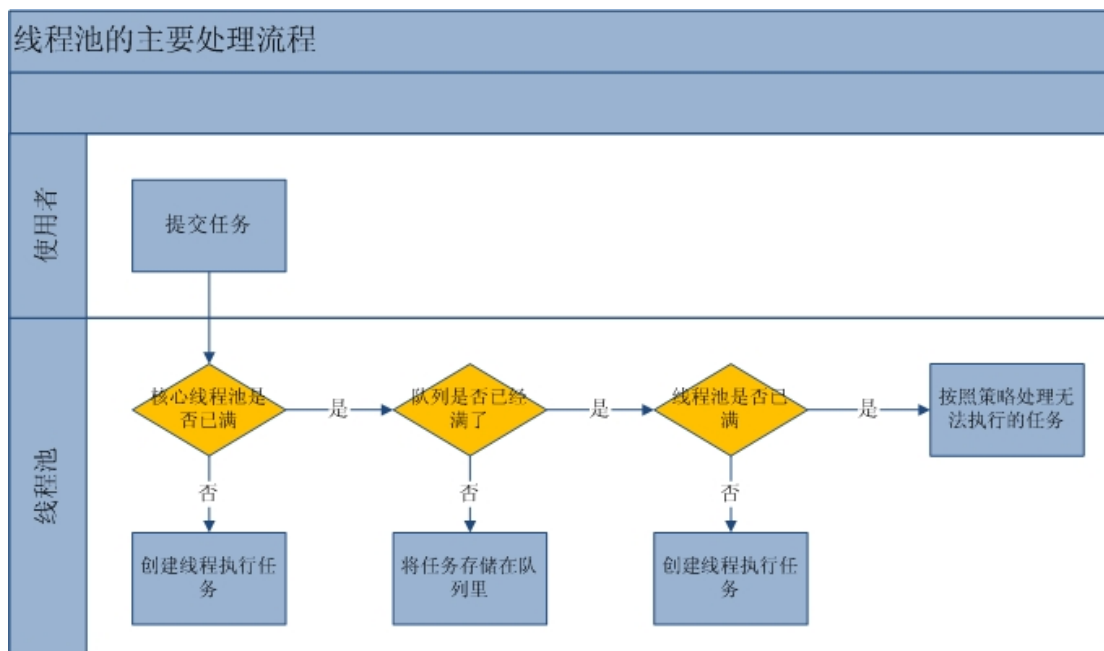 线程池的主要处理流程
使用者
提交任务
线程池
核心线程池是
否已满
是
队列是否已经
满了
是
线程池是否已
满
是
按照策略处理无
法执行的任务
否
否
否
创建线程执行任
务
将任务存储在队
列里
创建线程执行任
务